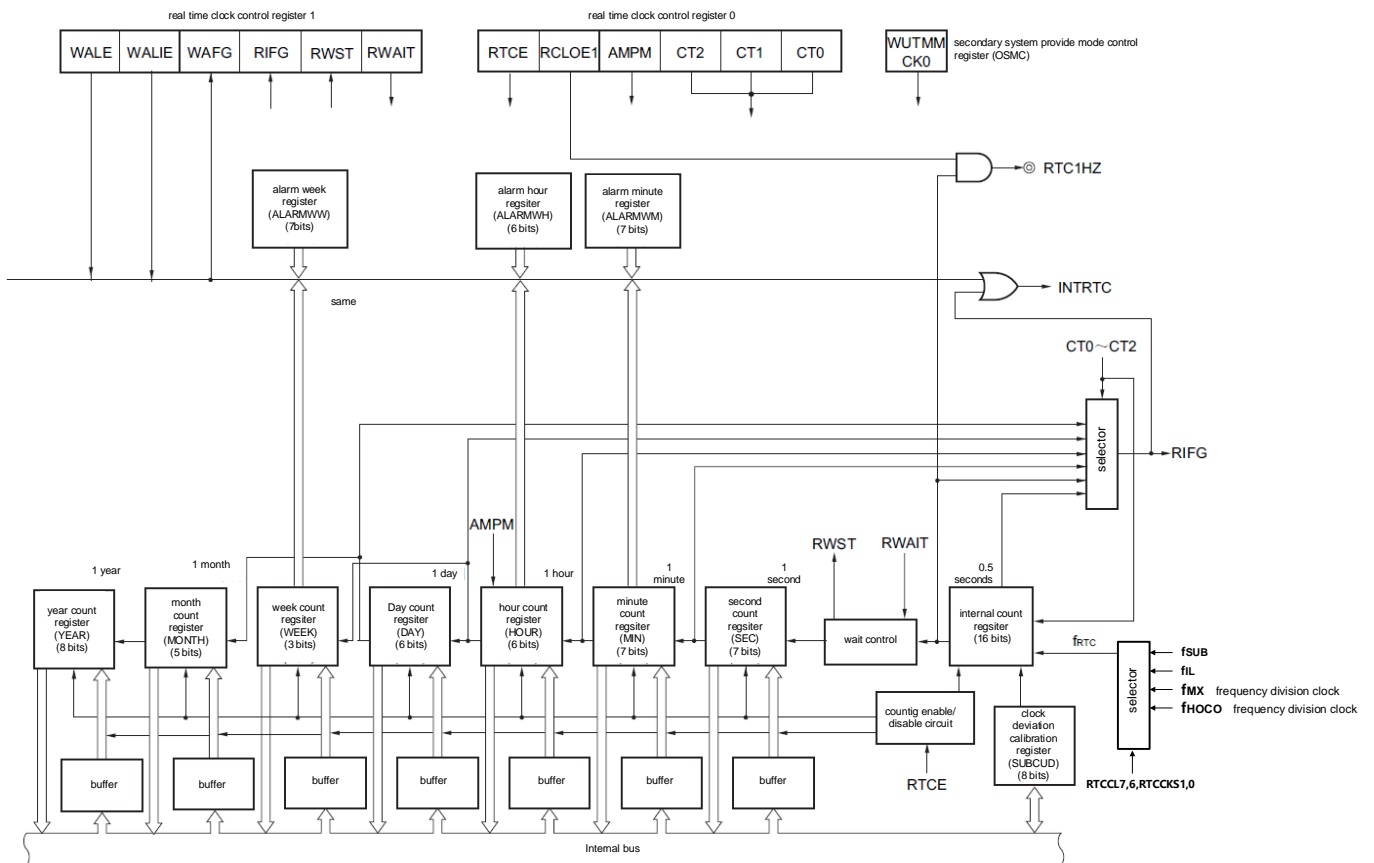 real time clock control register 1
real time clock control register 0
WALE WALIE WAFG RIFG RWST RWAIT
RTCE RCLOE1 AMPM CT2 CT1 CT0
WUTMM
CK0
secondary system provide mode control
register (OSMC)
RTC1HZ
alarm week
register
(ALARMWW)
(7bits)
alarm hour
regsiter
(ALARMWH)
(6 bits)
alarm minute
register
(ALARMWM)
(7 bits)
INTRTC
same
CT0～CT2
selector
RIFG
AMPM
RWST
RWAIT
1 year
1 month
1 day
1 hour
1
minute
1
second
0.5
seconds
year count
register
(YEAR)
(8 bits)
month
count
register
(MONTH)
(5 bits)
week count
regsiter
(WEEK)
(3 bits)
Day count
regsiter
(DAY)
(6 bits)
hour count
register
(HOUR)
(6 bits)
minute
count
regsiter
(MIN)
(7 bits)
second
count
regsiter
(SEC)
(7 bits)
wait control
internal count
regsiter
(16 bits)
fRTC
selector
fSUB
fIL
fMX frequency division clock
fHOCO frequency division clock
RTCCL7,6,RTCCKS1,0
countig enable/
disable circuit
RTCE
clock
deviation
calibration
register
(SUBCUD)
(8 bits)
buffer
buffer
buffer
buffer
buffer
buffer
buffer
Internal bus